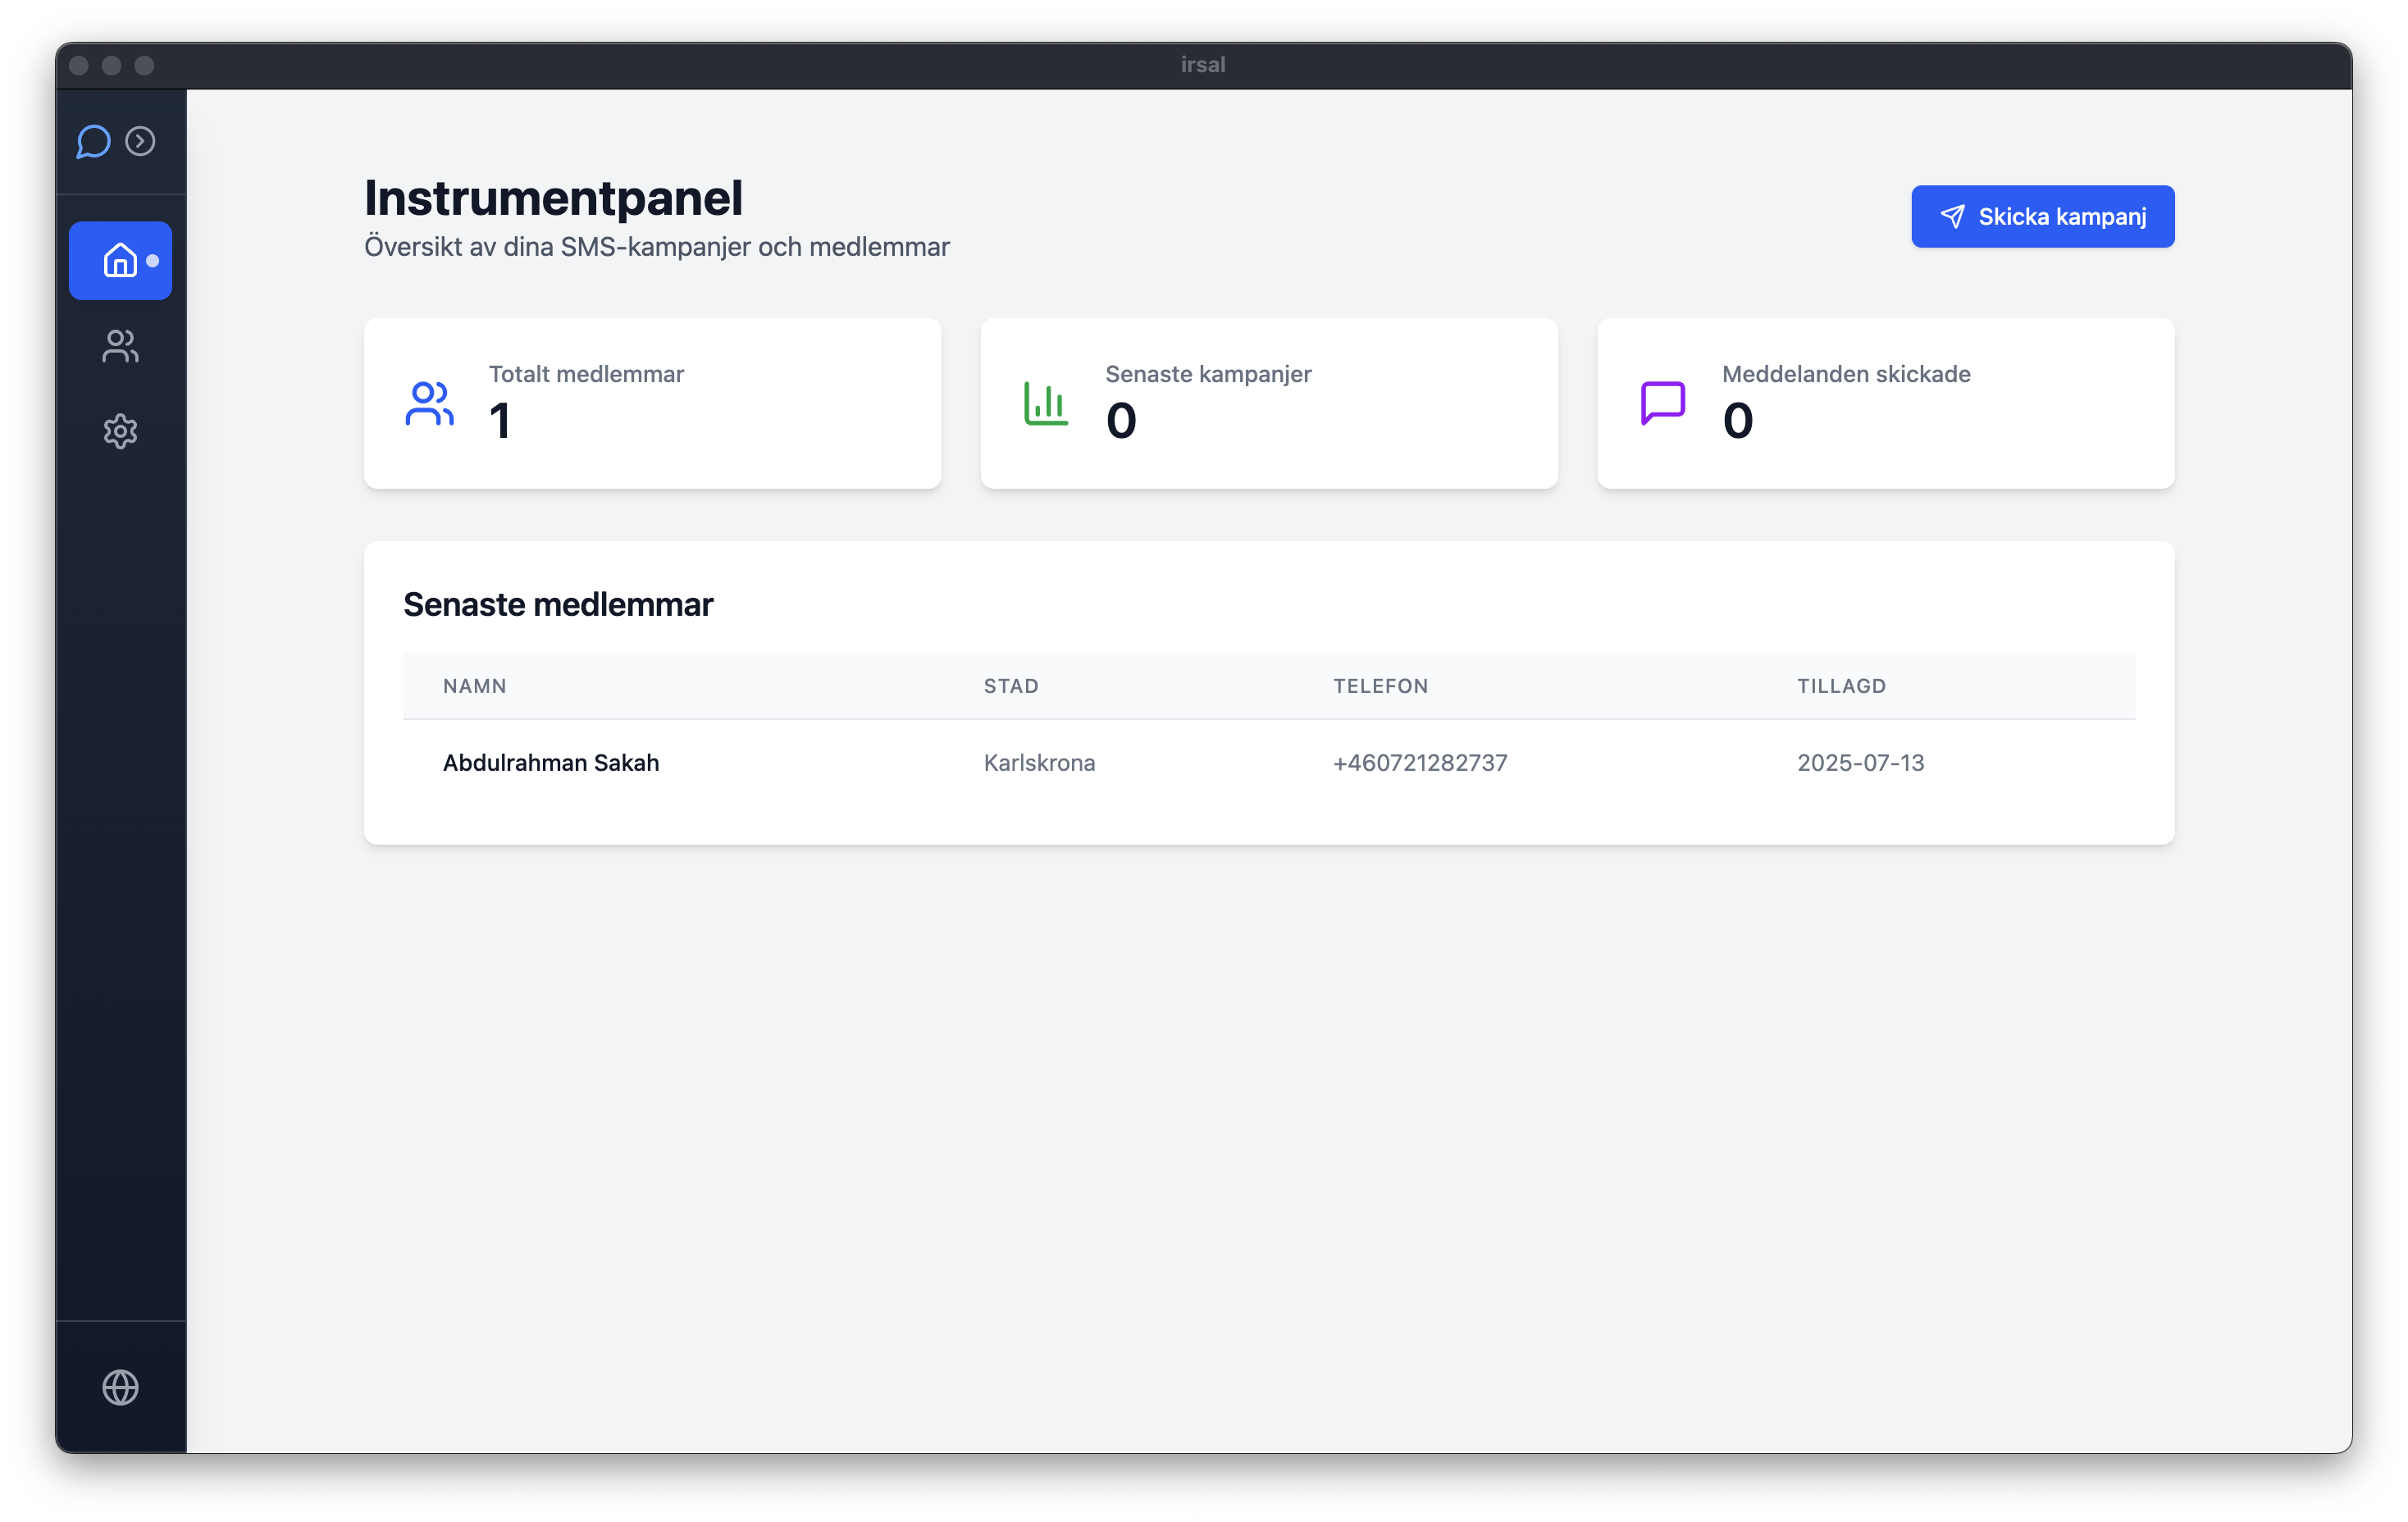 irsal
Instrumentpanel
Översikt av dina SMS-kampanjer och medlemmar
Skicka kampanj
Totalt medlemmar
1
Senaste kampanjer
0
Meddelanden skickade
0
Senaste medlemmar
NAMN STAD TELEFON TILLAGD
Abdulrahman Sakah Karlskrona +460721282737 2025-07-13